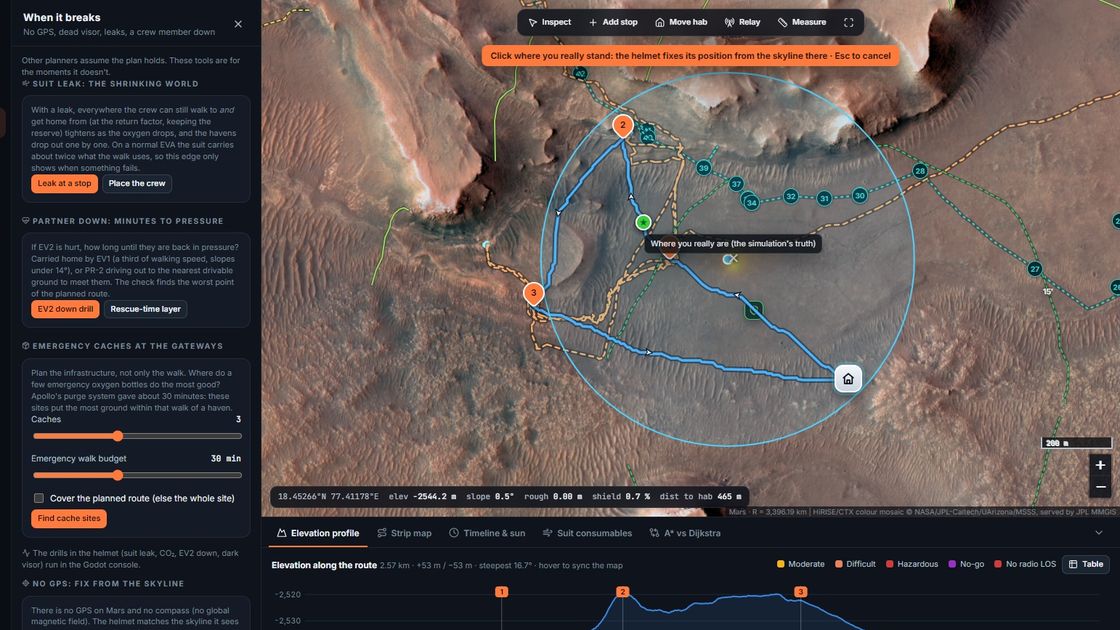 When it breaks
No GPS, dead visor, leaks, a crew member down
Other planners assume the plan holds. These tools are for
the moments it doesn't.
SUIT LEAK: THE SHRINKING WORLD
With a leak, everywhere the crew can still walk to and
get home from (at the return factor, keeping the
reserve) tightens as the oxygen drops, and the havens
drop out one by one. On a normal EVA the suit carries
about twice what the walk uses, so this edge only
shows when something fails.
Leak at a stop
Place the crew
PARTNER DOWN: MINUTES TO PRESSURE
If EV2 is hurt, how long until they are back in pressure?
Carried home by EV1 (a third of walking speed, slopes
under 14°), or PR-2 driving out to the nearest drivable
ground to meet them. The check finds the worst point
of the planned route.
EV2 down drill
Rescue-time layer
EMERGENCY CACHES AT THE GATEWAYS
Plan the infrastructure, not only the walk. Where do a
few emergency oxygen bottles do the most good?
Apollo's purge system gave about 30 minutes: these
sites put the most ground within that walk of a haven.
Caches 3
Emergency walk budget 30 min
Cover the planned route (else the whole site)
Find cache sites
The drills in the helmet (suit leak, CO₂, EV2 down, dark
visor) run in the Godot console.
NO GPS: FIX FROM THE SKYLINE
There is no GPS on Mars and no compass (no global
magnetic field). The helmet matches the skyline it sees
Inspect
Add stop
Move hab
Relay
Measure
Click where you really stand: the helmet fixes its position from the skyline there · Esc to cancel
42
2
39
37
34
32
31
30
28
27
15'
Where you really are (the simulation's truth)
3
200 m
+
−
18.45266°N 77.41178°E elev -2544.2 m slope 0.5° rough 0.00 m shield 0.7 % dist to hab 465 m
Mars · R = 3,396.19 km | HiRISE/CTX colour mosaic © NASA/JPL-Caltech/UArizona/MSSS, served by JPL MMGIS
Elevation profile
Strip map
Timeline & sun
Suit consumables
A* vs Dijkstra
Elevation along the route 2.57 km · +53 m / −53 m · steepest 16.7° · hover to sync the map
Moderate
Difficult
Hazardous
No-go
No radio LOS
Table
1
2
3
−2,520
−2,530